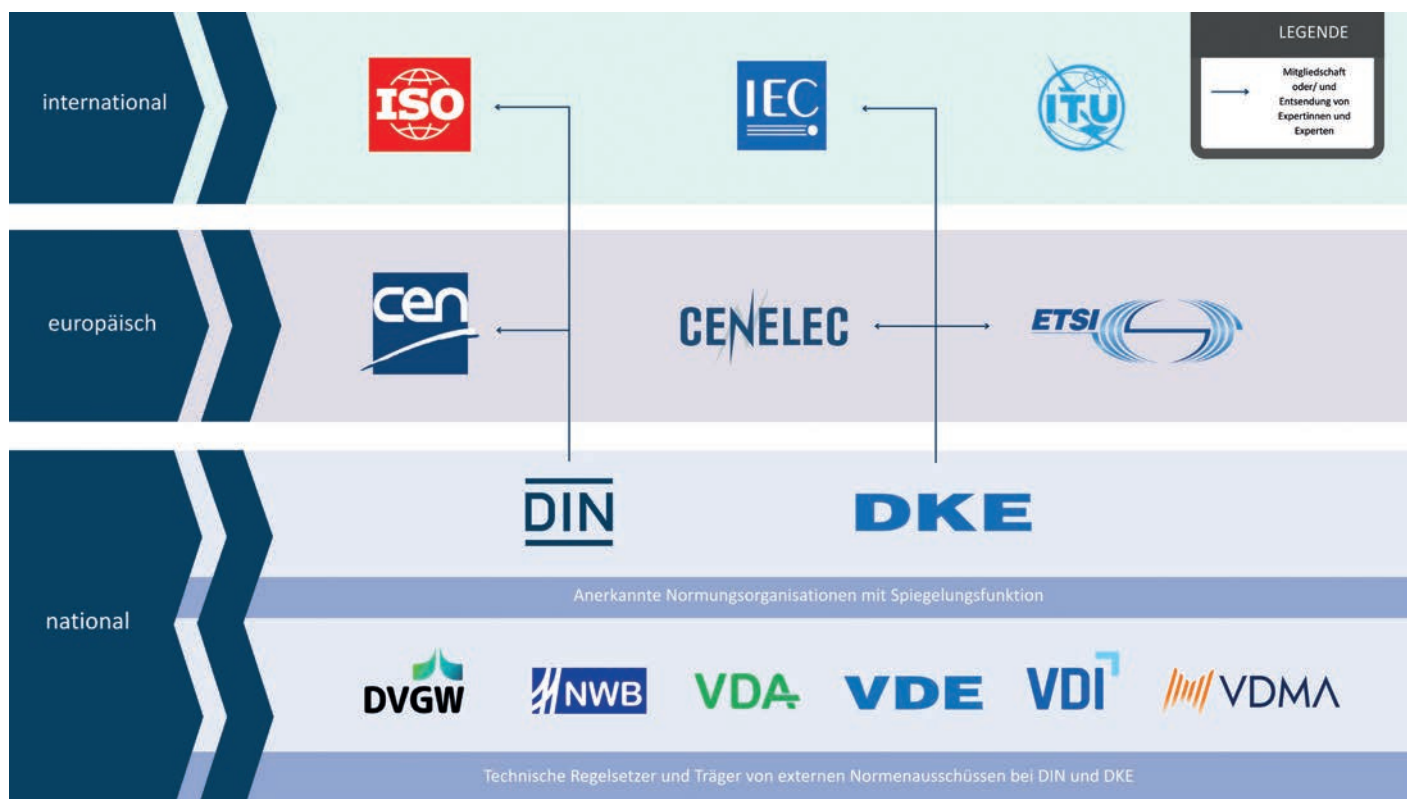 LEGENDE
Mitgliedschaft
oder/ und
Entsendung von
Expertinnen und
Experten
international
ISO
IEC
ITU
europäisch
cen
CENELEC
ETSI
national
DIN
DKE
Anerkannte Normungsorganisationen mit Spiegelungsfunktion
DVGW
NWB
VDA
VDE
VDI
VDMA
Technische Regelsetzer und Träger von externen Normenausschüssen bei DIN und DKE